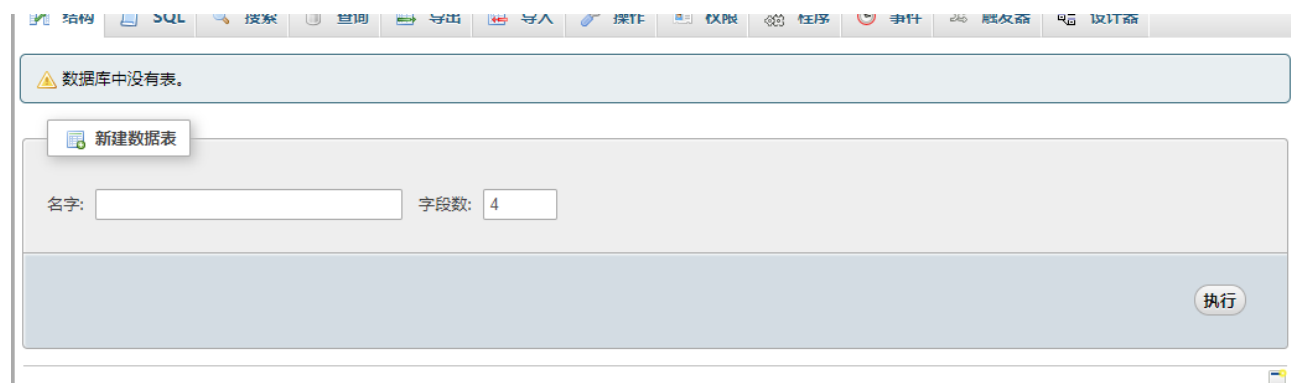 结构 SQL 搜索 查询 导出 导入 操作 权限 程序 事件 触发器 设计器
数据库中没有表。
新建数据表
名字: 字段数: 4
执行